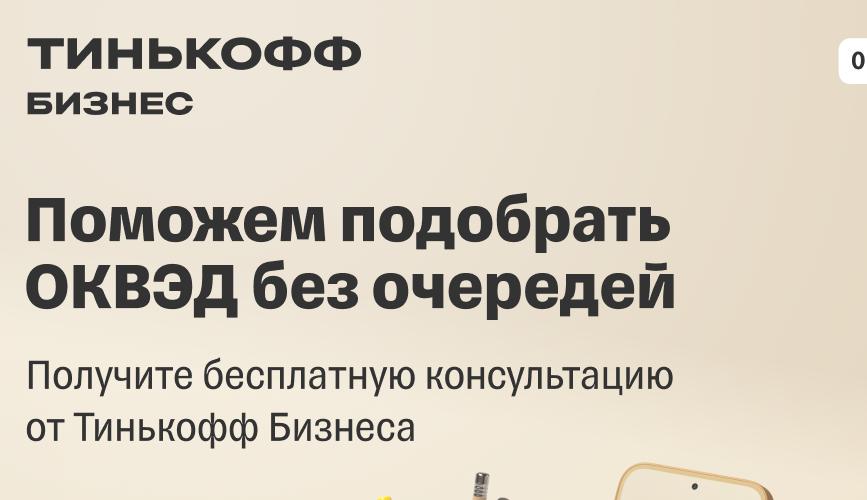 ТИНЬКОФФ
БИЗНЕС
Поможем подобрать
ОКВЭД без очередей
Получите бесплатную консультацию
от Тинькофф Бизнеса